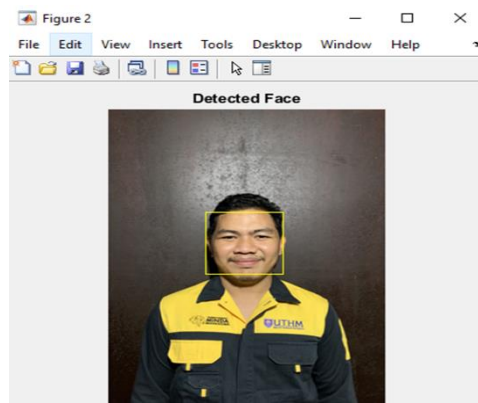 Figure 2
File Edit View Insert Tools Desktop Window Help
Detected Face
UTHM